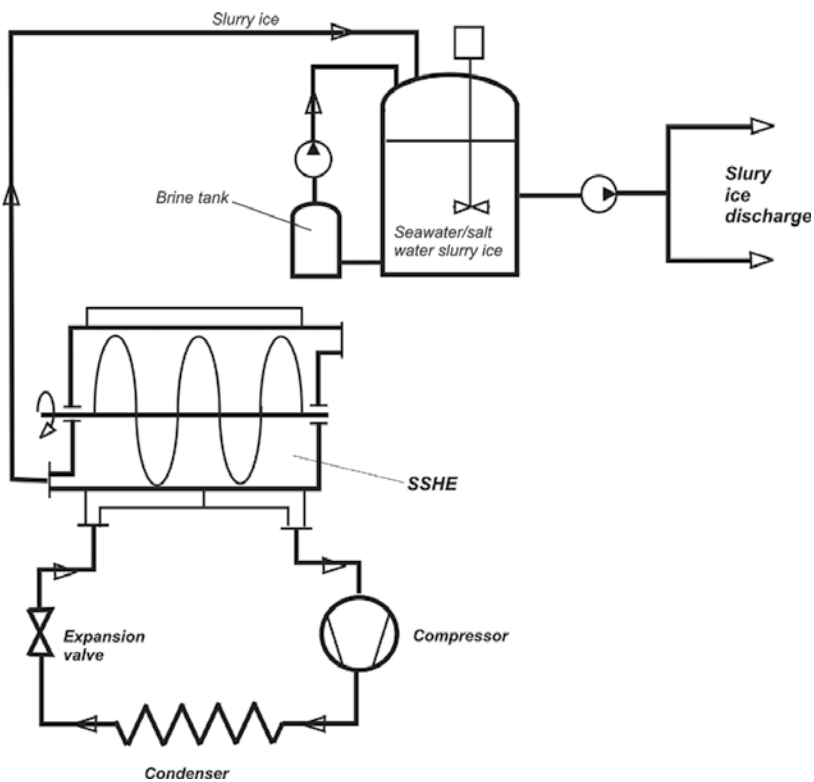 Slurry ice
Brine tank
Seawater/salt
water slurry ice
Slury
ice
discharge
SSHE
Expansion
valve
Compressor
Condenser